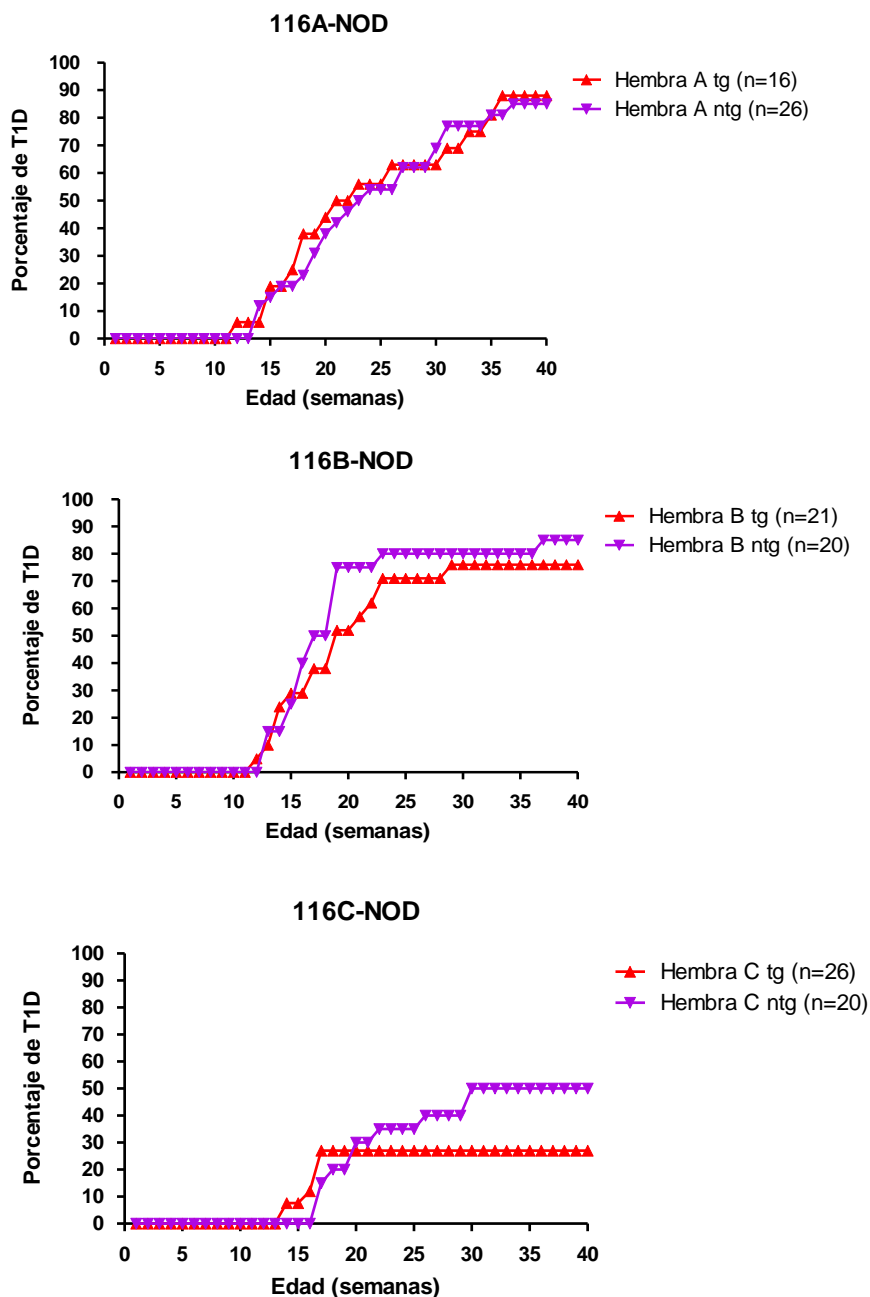 116A-NOD
100
90
80
70
60
50
40
30
20
10
0
Porcentaje de T1D
0 5 10 15 20 25 30 35 40
Edad (semanas)
Hembra A tg (n=16)
Hembra A ntg (n=26)
116B-NOD
100
90
80
70
60
50
40
30
20
10
0
Porcentaje de T1D
0 5 10 15 20 25 30 35 40
Edad (semanas)
Hembra B tg (n=21)
Hembra B ntg (n=20)
116C-NOD
100
90
80
70
60
50
40
30
20
10
0
Porcentaje de T1D
0 5 10 15 20 25 30 35 40
Edad (semanas)
Hembra C tg (n=26)
Hembra C ntg (n=20)